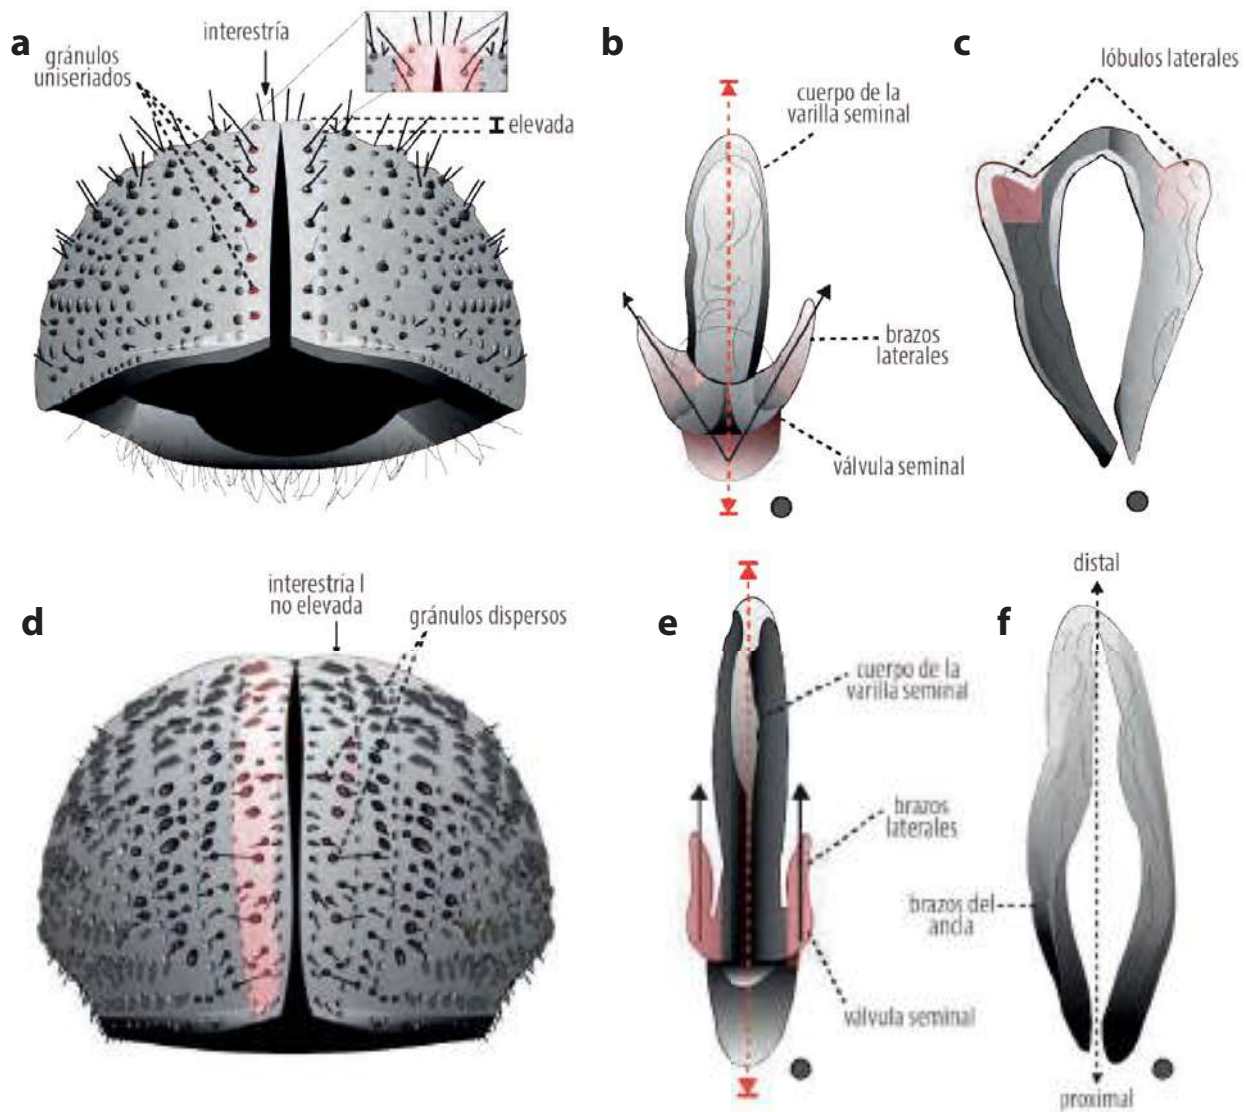 a
interestría
gránulos
uniseriados
elevada
b
cuerpo de la
varilla seminal
brazos
laterales
válvula seminal
c
lóbulos laterales
d
interestría I
no elevada
gránulos dispersos
e
cuerpo de la
varilla seminal
brazos
laterales
válvula seminal
f
distal
brazos del
ancla
proximal